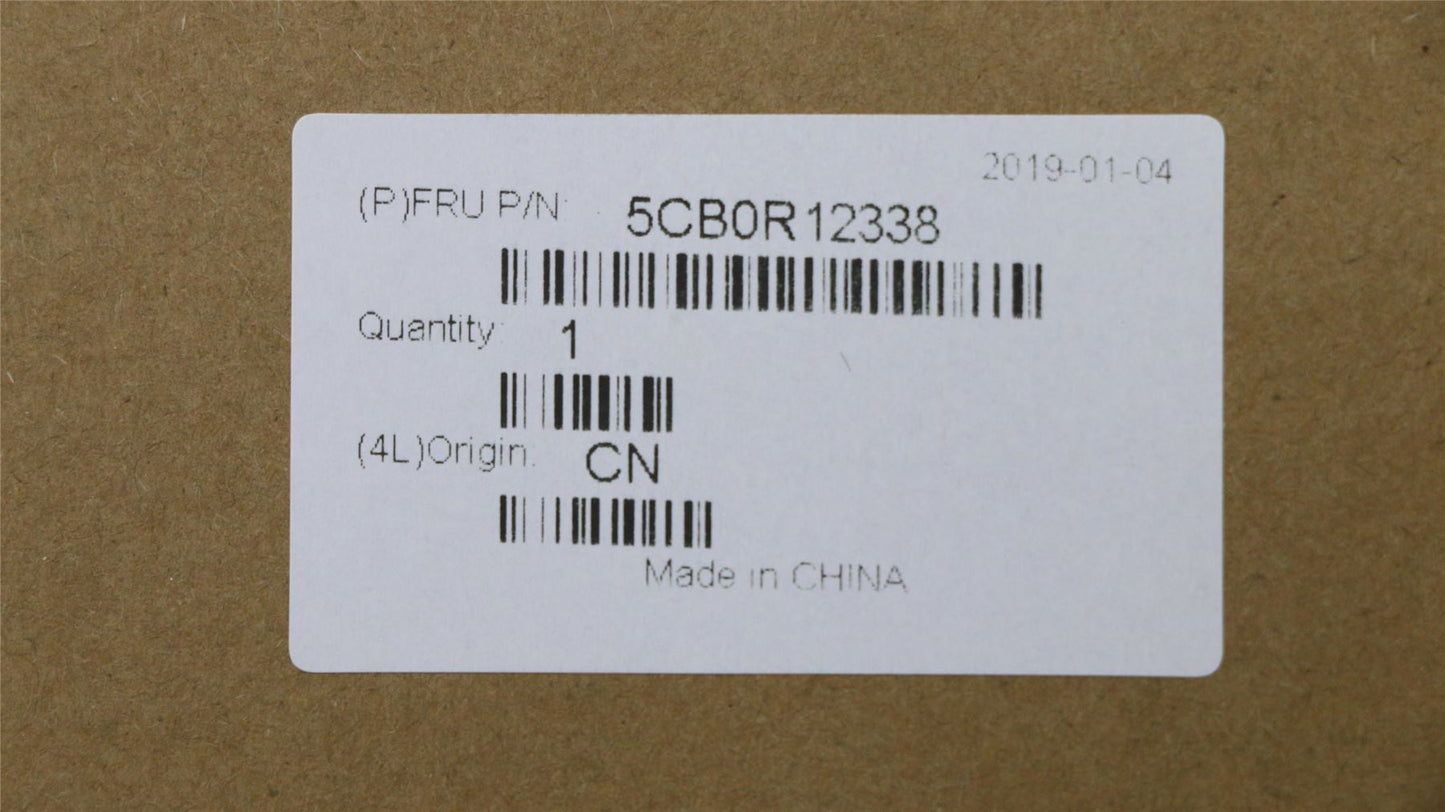 2019-01-04
(P)FRU P/N: 5CB0R12338
Quantity: 1
(4L)Origin: CN
Made in CHINA